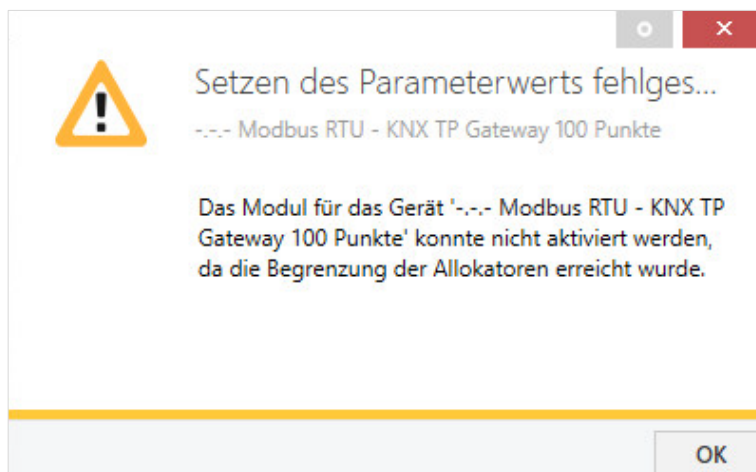 Setzen des Parameterwerts fehlges...
-.-.- Modbus RTU - KNX TP Gateway 100 Punkte
Das Modul für das Gerät '-.-.- Modbus RTU - KNX TP
Gateway 100 Punkte' konnte nicht aktiviert werden,
da die Begrenzung der Allokatoren erreicht wurde.
OK